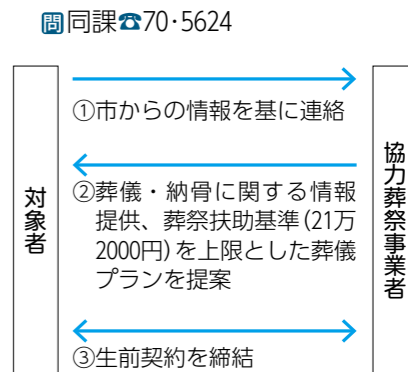 問同課☎70·5624
①市からの情報を基に連絡
②葬儀・納骨に関する情報
提供、葬祭扶助基準(21万
2000円)を上限とした葬儀
プランを提案
③生前契約を締結
対象者
協力葬祭事業者